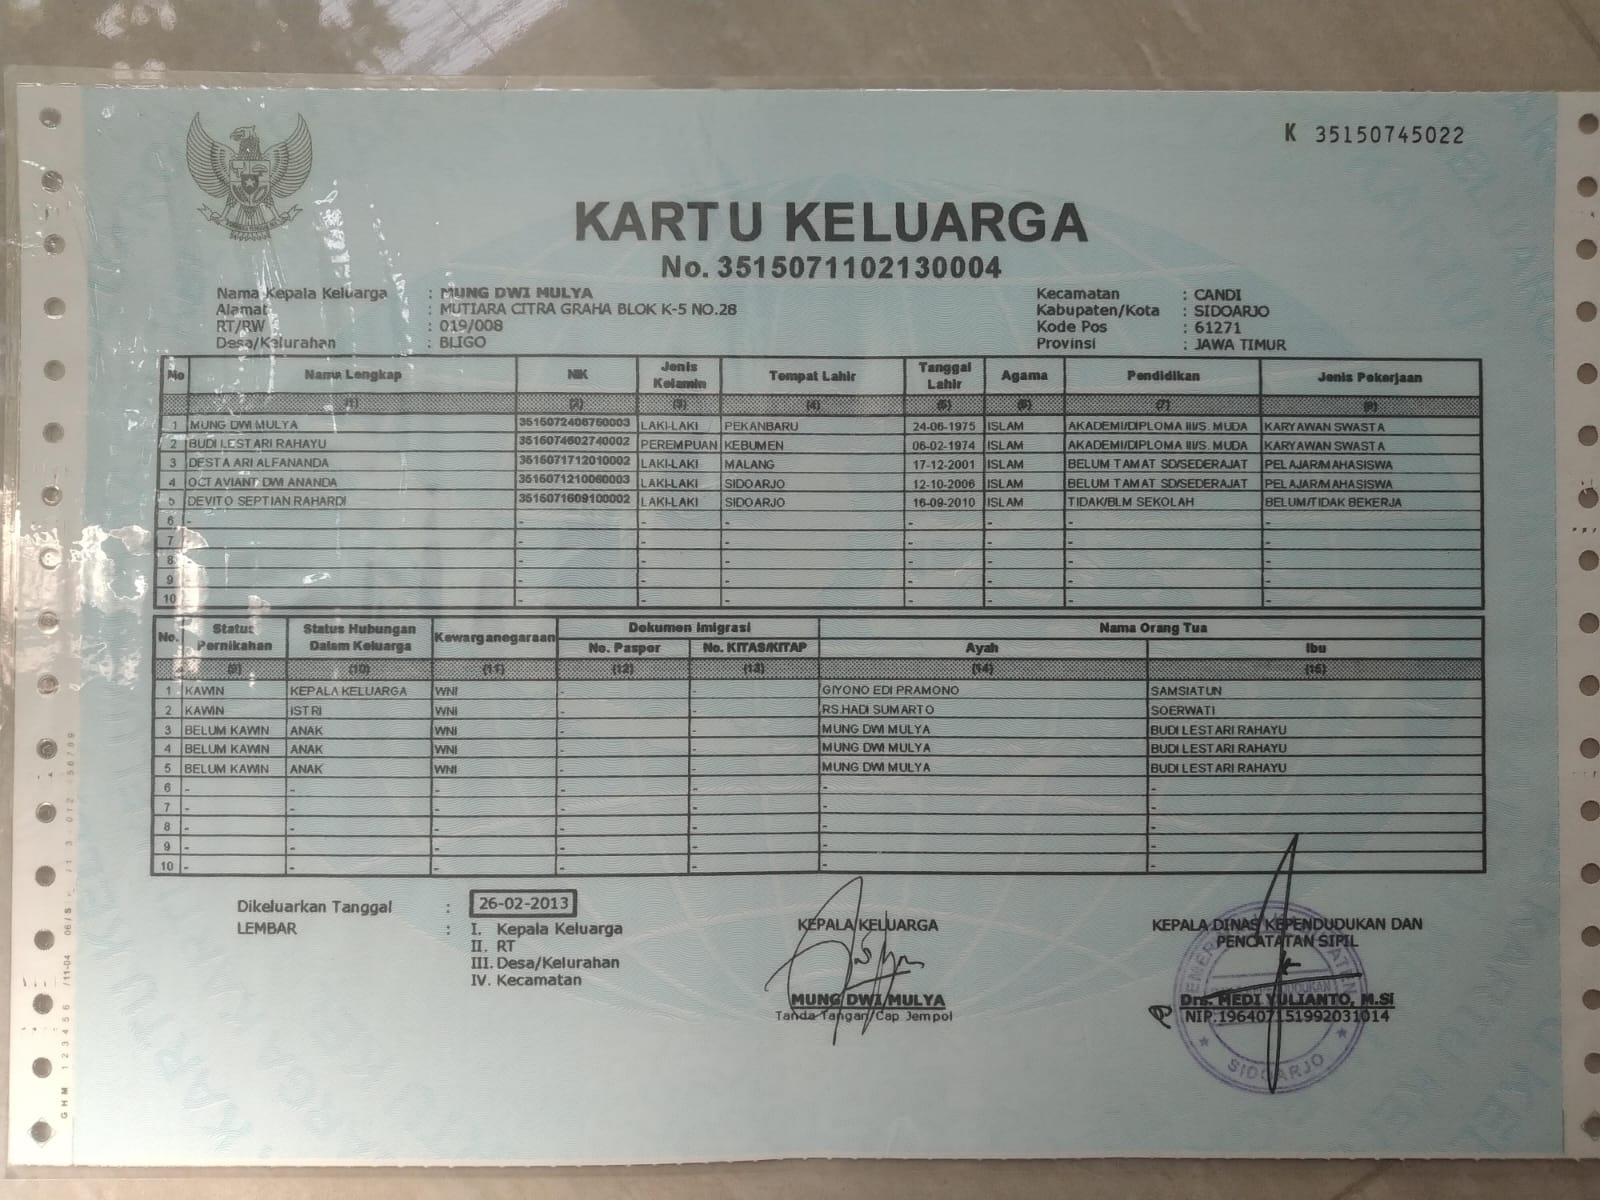 K 35150745022
KARTU KELUARGA
No. 3515071102130004
Nama Kepala Keluarga : MUNG DWI MULYA
Alamat : MUTIARA CITRA GRAHA BLOK K-5 NO.28
RT/RW : 019/008
Desa/Kelurahan : BLIGO
Kecamatan : CANDI
Kabupaten/Kota : SIDOARJO
Kode Pos : 61271
Provinsi : JAWA TIMUR
No Nama Lengkap NIK Jenis Kelamin Tempat Lahir Tanggal Lahir Agama Pendidikan Jenis Pekerjaan
(1) (2) (3) (4) (5) (6) (7) (8)
1 MUNG DWI MULYA 3515072406750003 LAKI-LAKI PEKANBARU 24-06-1975 ISLAM AKADEMI/DIPLOMA III/S. MUDA KARYAWAN SWASTA
2 BUDI LESTARI RAHAYU 3515074602740002 PEREMPUAN KEBUMEN 06-02-1974 ISLAM AKADEMI/DIPLOMA III/S. MUDA KARYAWAN SWASTA
3 DESTA ARI ALFANANDA 3515071712010002 LAKI-LAKI MALANG 17-12-2001 ISLAM BELUM TAMAT SD/SEDERAJAT PELAJAR/MAHASISWA
4 OCTAVIANT DWI ANANDA 3515071210060003 LAKI-LAKI SIDOARJO 12-10-2006 ISLAM BELUM TAMAT SD/SEDERAJAT PELAJAR/MAHASISWA
5 DEVITO SEPTIAN RAHARDI 3515071609100002 LAKI-LAKI SIDOARJO 16-09-2010 ISLAM TIDAK/BLM SEKOLAH BELUM/TIDAK BEKERJA
6 - - - - - - - -
7 - - - - - - - -
8 - - - - - - - -
9 - - - - - - - -
10 - - - - - - - -
No. Status Pernikahan Status Hubungan Dalam Keluarga Kewarganegaraan Dokumen Imigrasi Nama Orang Tua
No. Paspor No. KITAS/KITAP Ayah Ibu
(9) (10) (11) (12) (13) (14) (15)
1 KAWIN KEPALA KELUARGA WNI - - GIYONO EDI PRAMONO SAMSIATUN
2 KAWIN ISTRI WNI - - RS.HADI SUMARTO SOERWATI
3 BELUM KAWIN ANAK WNI - - MUNG DWI MULYA BUDI LESTARI RAHAYU
4 BELUM KAWIN ANAK WNI - - MUNG DWI MULYA BUDI LESTARI RAHAYU
5 BELUM KAWIN ANAK WNI - - MUNG DWI MULYA BUDI LESTARI RAHAYU
6 - - - - - - -
7 - - - - - - -
8 - - - - - - -
9 - - - - - - -
10 - - - - - - -
Dikeluarkan Tanggal : 26-02-2013
LEMBAR : I. Kepala Keluarga
II. RT
III. Desa/Kelurahan
IV. Kecamatan
KEPALA KELUARGA
MUNG DWI MULYA
Tanda Tangan/Cap Jempol
KEPALA DINAS KEPENDUDUKAN DAN
PENCATATAN SIPIL
Drs. MEDI YULIANTO, M.Si
NIP.196407151992031014
SIDOARJO